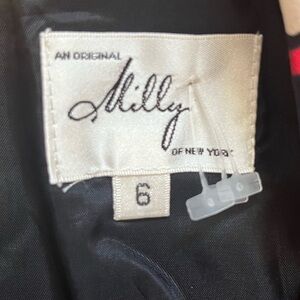 AN ORIGINAL
Milly
OF NEW YORK
6